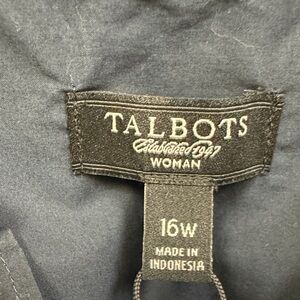 TALBOTS
Established 1947
WOMAN
16W
MADE IN
INDONESIA